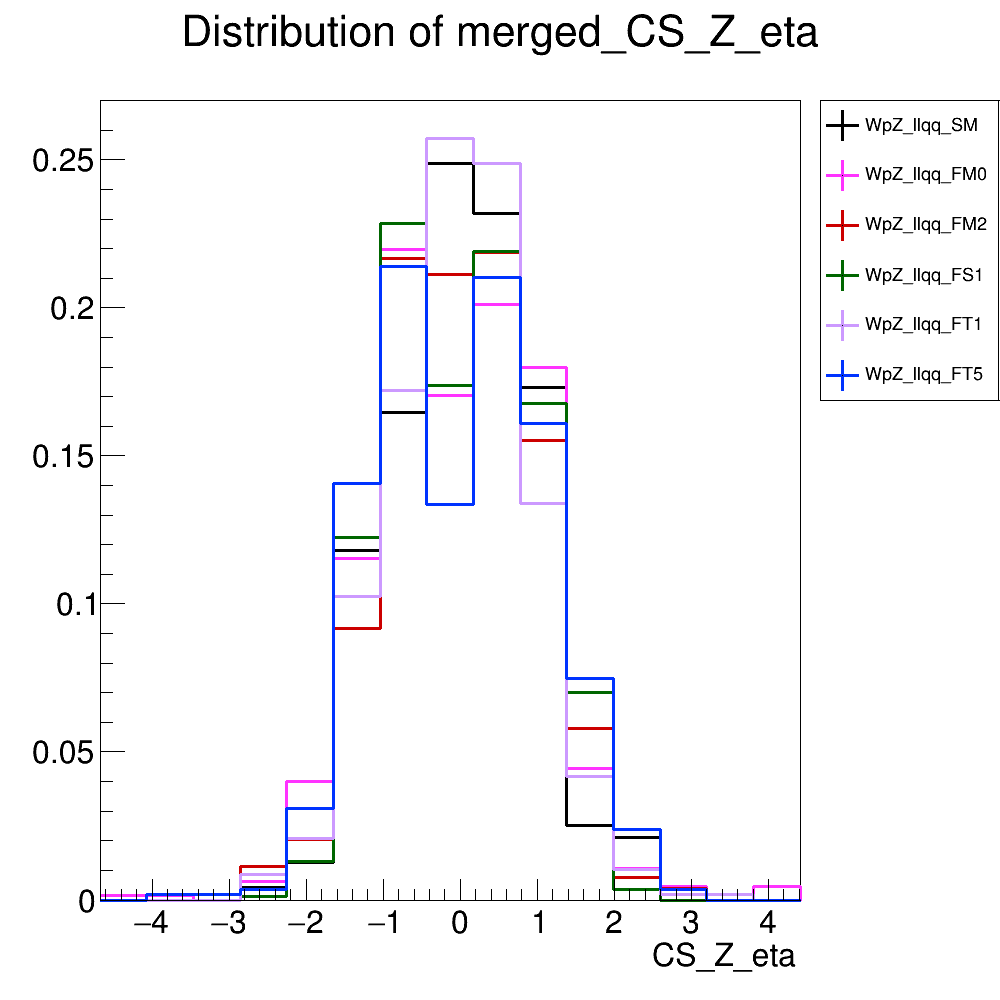 Distribution of merged_CS_Z_eta
WpZ_llqq_SM
WpZ_llqq_FM0
WpZ_llqq_FM2
WpZ_llqq_FS1
WpZ_llqq_FT1
WpZ_llqq_FT5
0.25
0.2
0.15
0.1
0.05
0
−4 −3 −2 −1 0 1 2 3 4
CS_Z_eta